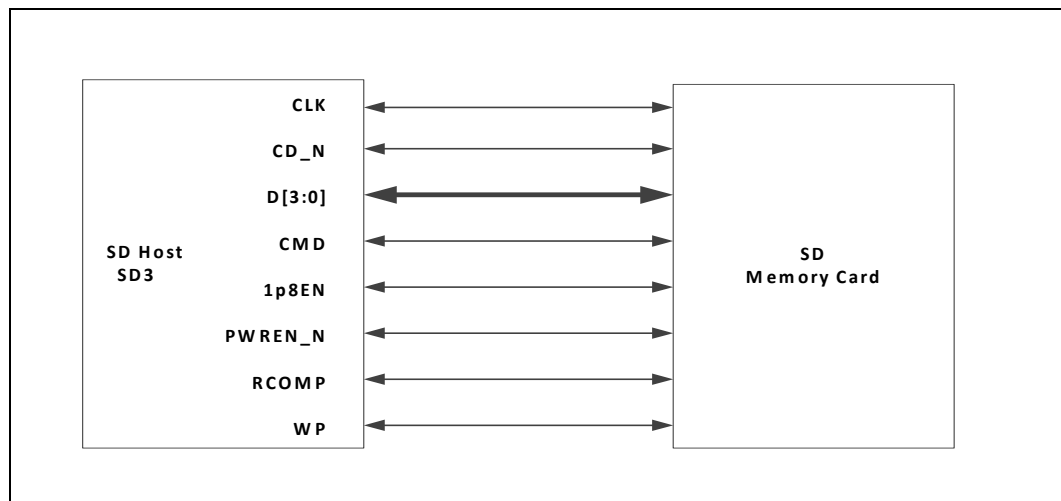 CLK
CD_N
D[3:0]
CMD
SD Host
SD3
1p8EN
PWREN_N
RCOMP
WP
SD
Memory Card